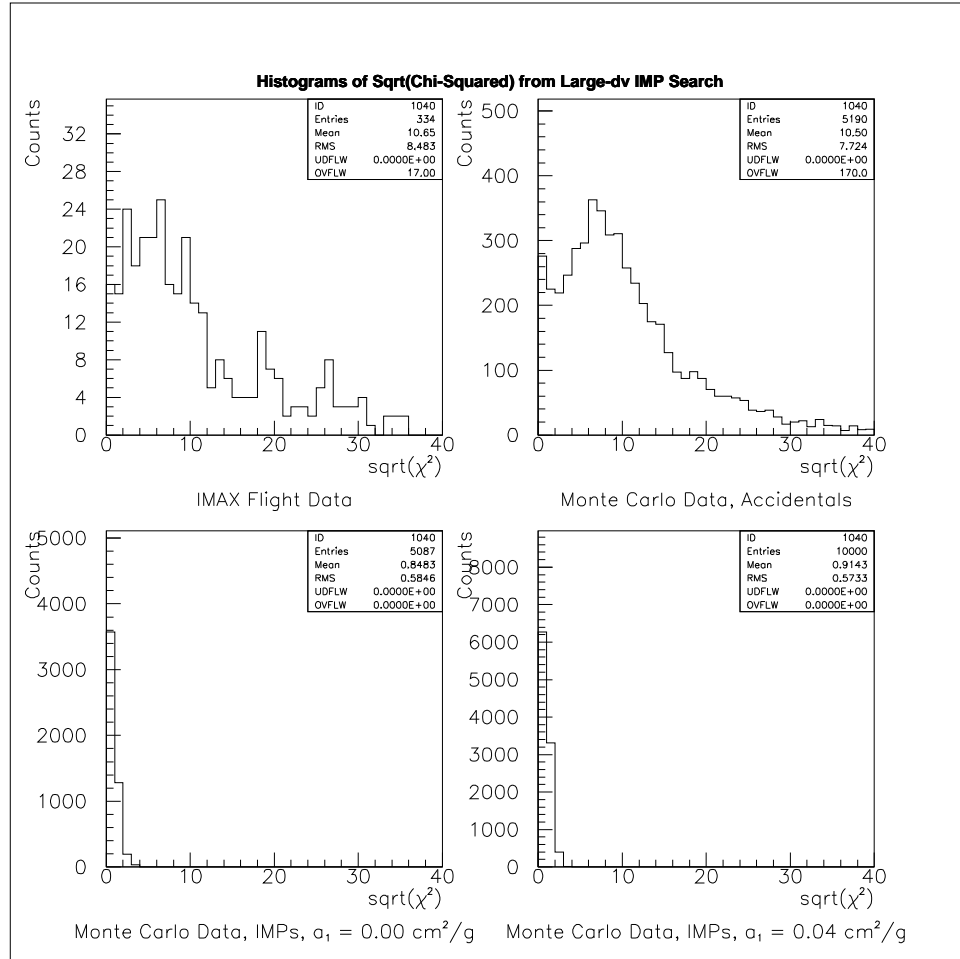 Histograms of Sqrt(Chi-Squared) from Large-dv IMP Search
Counts
32
28
24
20
16
12
8
4
0
0 10 20 30 40
sqrt(χ²)
IMAX Flight Data
ID 1040
Entries 334
Mean 10.65
RMS 8.483
UDFLW 0.0000E+00
OVFLW 17.00
Counts
500
400
300
200
100
0
0 10 20 30 40
sqrt(χ²)
Monte Carlo Data, Accidentals
ID 1040
Entries 5190
Mean 10.50
RMS 7.724
UDFLW 0.0000E+00
OVFLW 170.0
Counts
5000
4000
3000
2000
1000
0
0 10 20 30 40
sqrt(χ²)
Monte Carlo Data, IMPs, a₁ = 0.00 cm²/g
ID 1040
Entries 5087
Mean 0.8483
RMS 0.5846
UDFLW 0.0000E+00
OVFLW 0.0000E+00
Counts
8000
7000
6000
5000
4000
3000
2000
1000
0
0 10 20 30 40
sqrt(χ²)
Monte Carlo Data, IMPs, a₁ = 0.04 cm²/g
ID 1040
Entries 10000
Mean 0.9143
RMS 0.5733
UDFLW 0.0000E+00
OVFLW 0.0000E+00